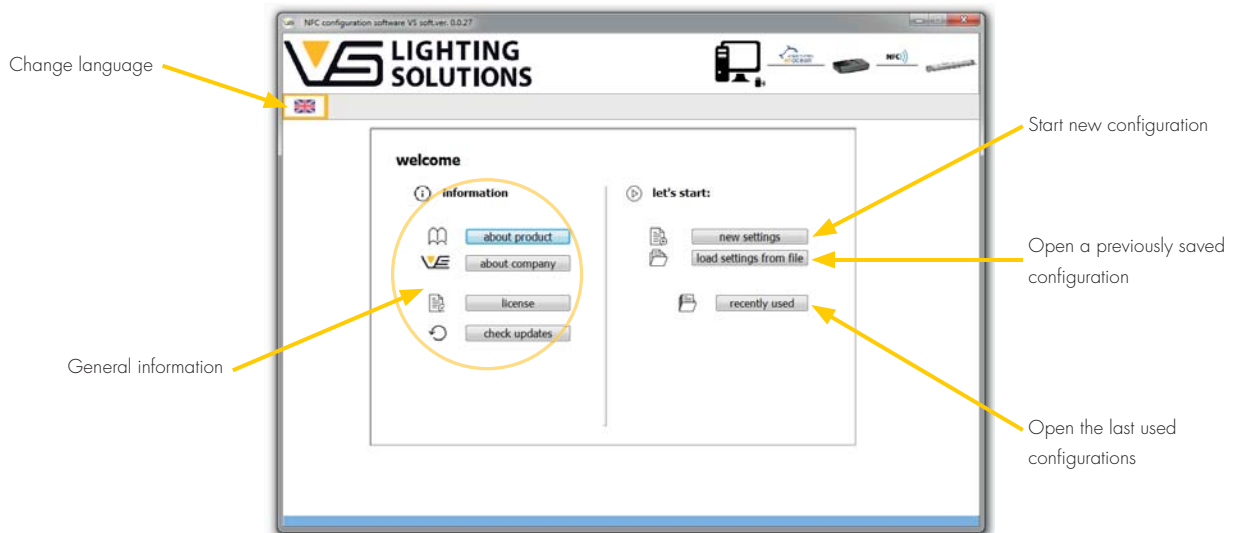 NFC configuration software VS soft.ver. 0.0.27
VS LIGHTING
SOLUTIONS
NFC
Change language
Start new configuration
welcome
information
let's start:
about product
new settings
about company
load settings from file
Open a previously saved
configuration
license
recently used
check updates
General information
Open the last used
configurations